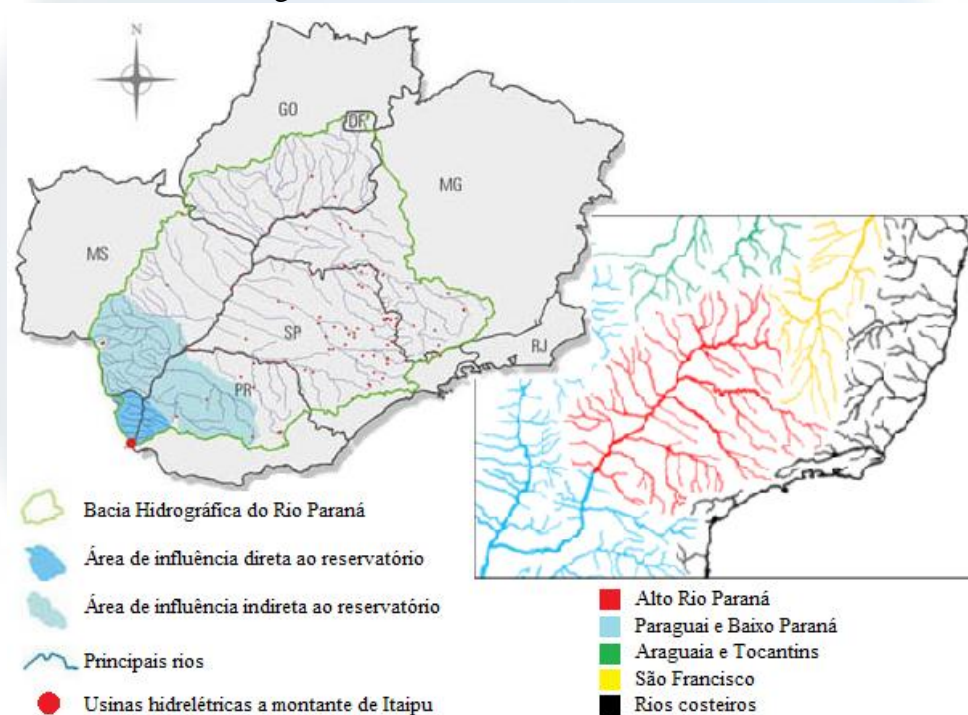 N
GO
DF
MG
MS
SP
RJ
PR
Bacia Hidrográfica do Rio Paraná
Área de influência direta ao reservatório
Área de influência indireta ao reservatório
Principais rios
Usinas hidrelétricas a montante de Itaipu
Alto Rio Paraná
Paraguai e Baixo Paraná
Araguaia e Tocantins
São Francisco
Rios costeiros